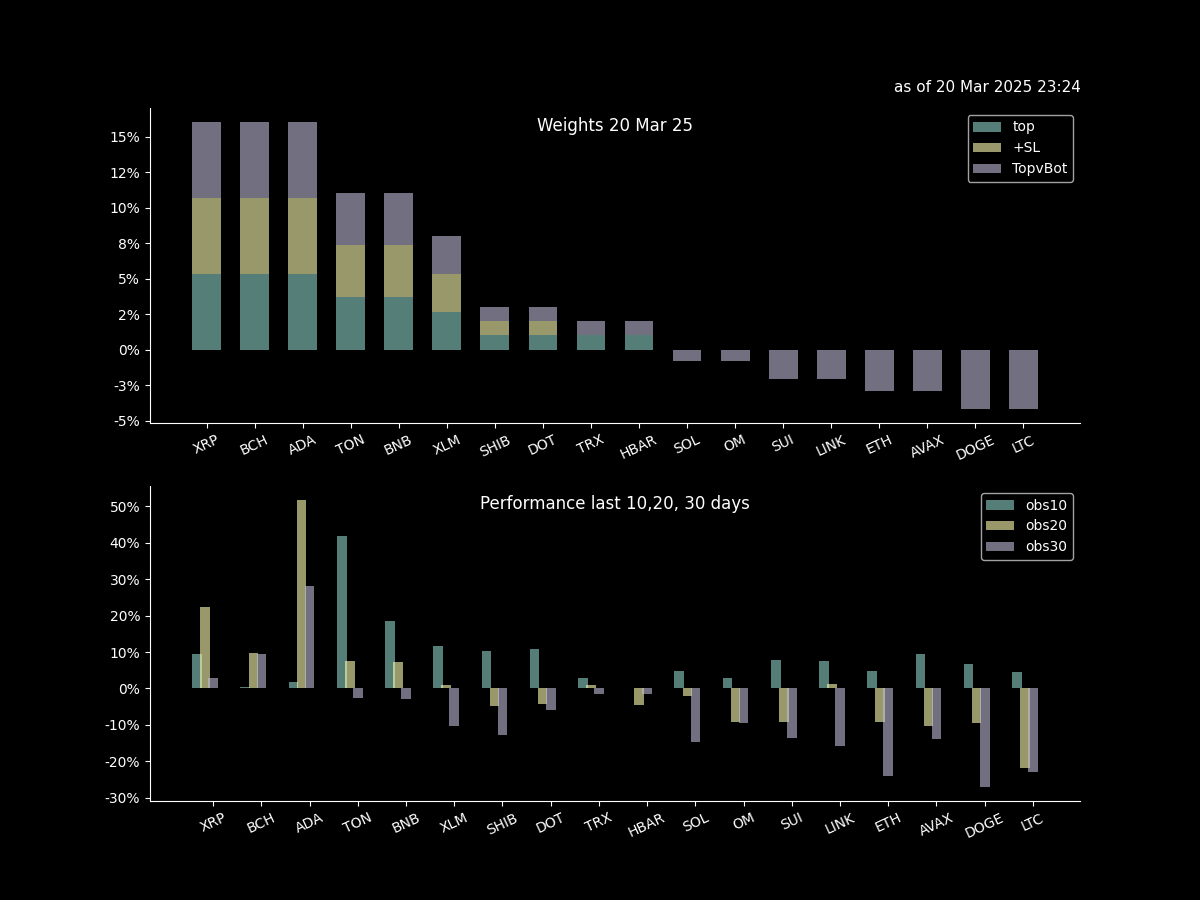 as of 20 Mar 2025 23:24
Weights 20 Mar 25
top
+SL
TopvBot
15%
12%
10%
8%
5%
2%
0%
-3%
-5%
XRP BCH ADA TON BNB XLM SHIB DOT TRX HBAR SOL OM SUI LINK ETH AVAX DOGE LTC
Performance last 10,20, 30 days
obs10
obs20
obs30
50%
40%
30%
20%
10%
0%
-10%
-20%
-30%
XRP BCH ADA TON BNB XLM SHIB DOT TRX HBAR SOL OM SUI LINK ETH AVAX DOGE LTC